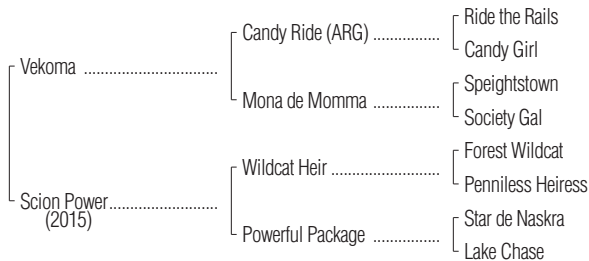 Ride the Rails
Candy Ride (ARG) ................
Candy Girl
Vekoma ................................
Speightstown
Mona de Momma ................
Society Gal
Forest Wildcat
Wildcat Heir ..........................
Penniless Heiress
Scion Power..........................
(2015)
Star de Naskra
Powerful Package ................
Lake Chase